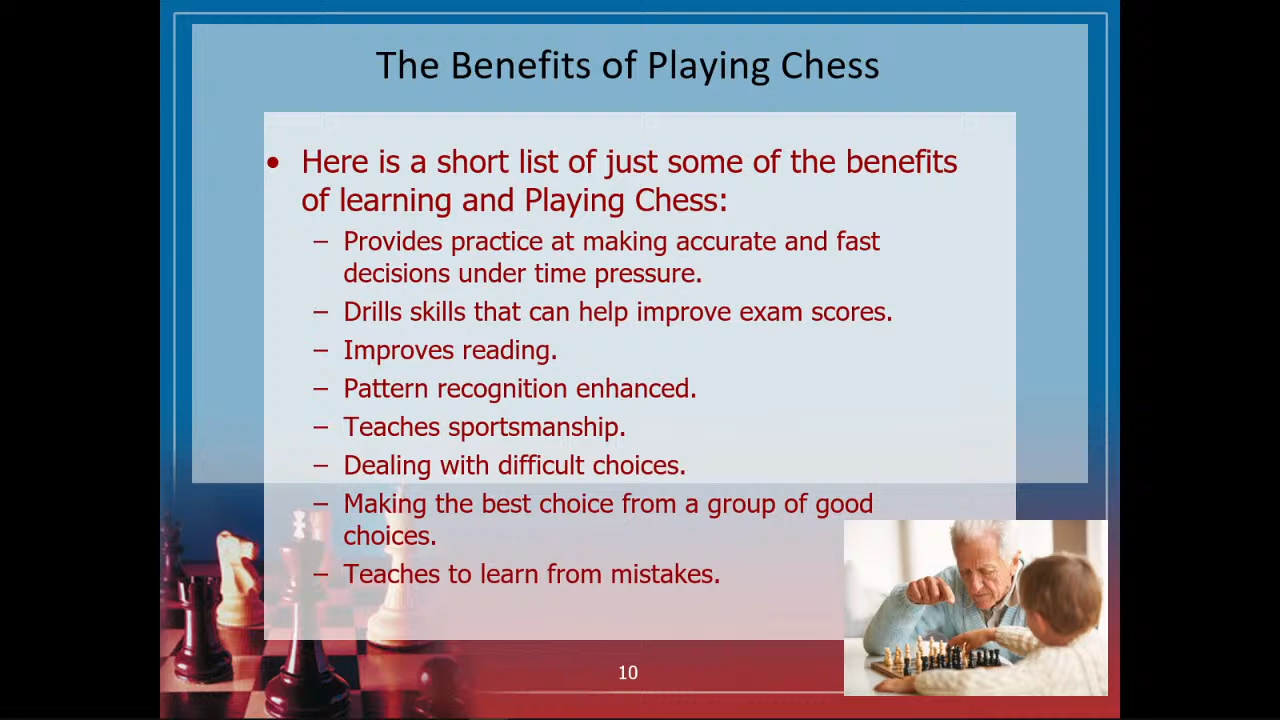 The Benefits of Playing Chess
• Here is a short list of just some of the benefits
of learning and Playing Chess:
– Provides practice at making accurate and fast
decisions under time pressure.
– Drills skills that can help improve exam scores.
– Improves reading.
– Pattern recognition enhanced.
– Teaches sportsmanship.
– Dealing with difficult choices.
– Making the best choice from a group of good
choices.
– Teaches to learn from mistakes.
10